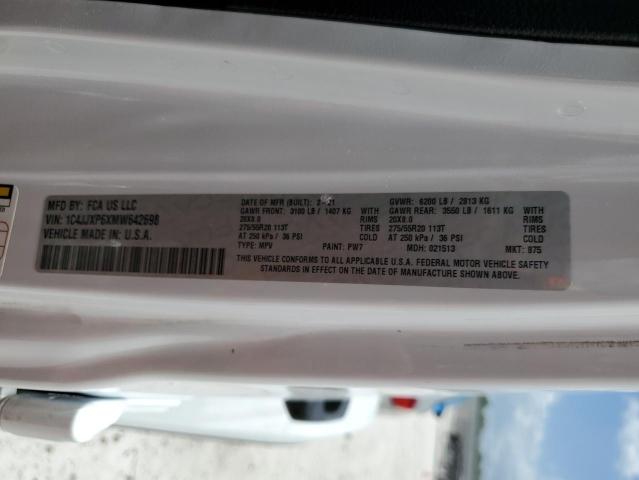 MFD BY: FCA US LLC
VIN: 1C4JJXP6XMW642698
VEHICLE MADE IN: U.S.A.
DATE OF MFR (BUILT): 2-21
GAWR FRONT: 3100 LB / 1407 KG
20X8.0
275/55R20 113T
AT 250 kPa / 36 PSI
TYPE: MPV PAINT: PW7
WITH
RIMS
TIRES
COLD
GVWR: 6200 LB / 2813 KG
GAWR REAR: 3550 LB / 1611 KG
20X8.0
275/55R20 113T
AT 250 kPa / 36 PSI
MDH: 021513
WITH
RIMS
TIRES
COLD
MKT: 975
THIS VEHICLE CONFORMS TO ALL APPLICABLE U.S.A. FEDERAL MOTOR VEHICLE SAFETY
STANDARDS IN EFFECT ON THE DATE OF MANUFACTURE SHOWN ABOVE.